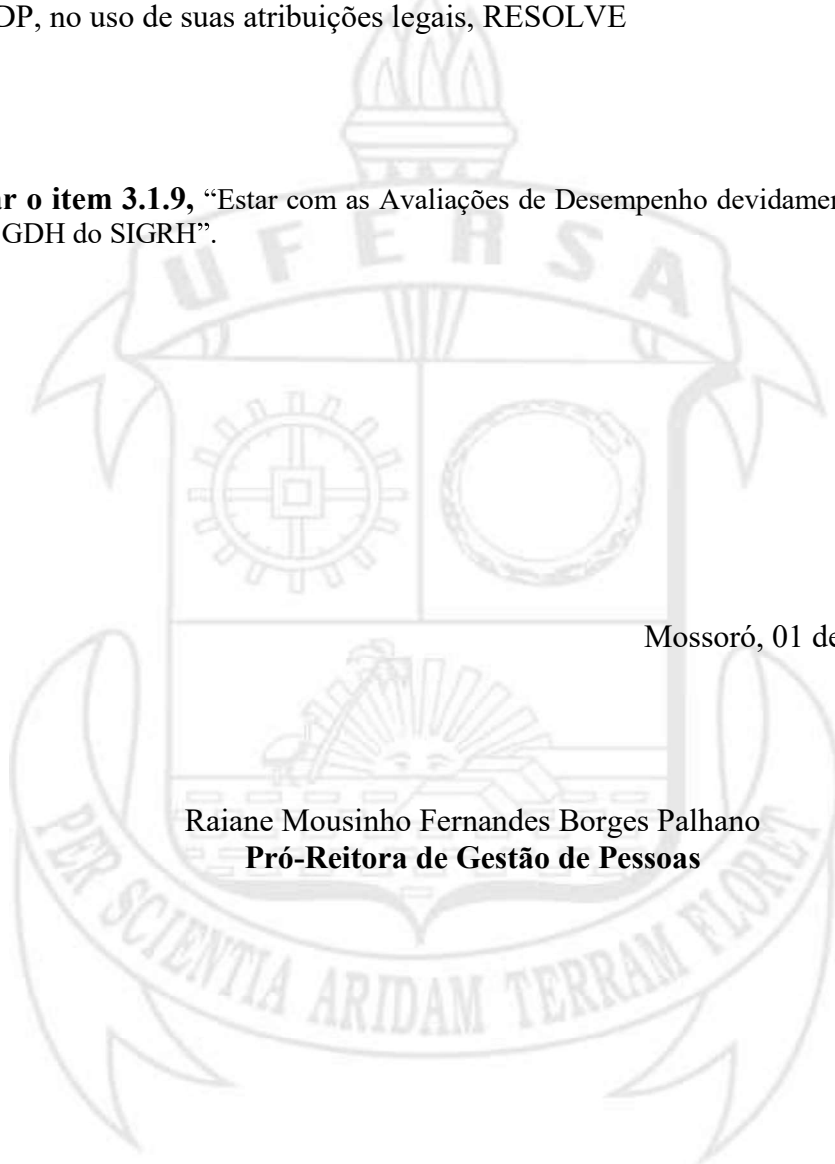 DP, no uso de suas atribuições legais, RESOLVE
ar o item 3.1.9, “Estar com as Avaliações de Desempenho devidamen
GDH do SIGRH”.
UFERSA
Mossoró, 01 de
Raiane Mousinho Fernandes Borges Palhano
Pró-Reitora de Gestão de Pessoas
PER SCIENTIA ARIDAM TERRAM FLORET